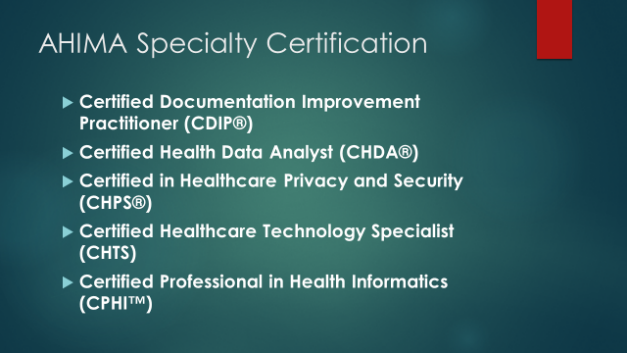 AHIMA Specialty Certification
Certified Documentation Improvement
Practitioner (CDIP®)
Certified Health Data Analyst (CHDA®)
Certified in Healthcare Privacy and Security
(CHPS®)
Certified Healthcare Technology Specialist
(CHTS)
Certified Professional in Health Informatics
(CPHI™)